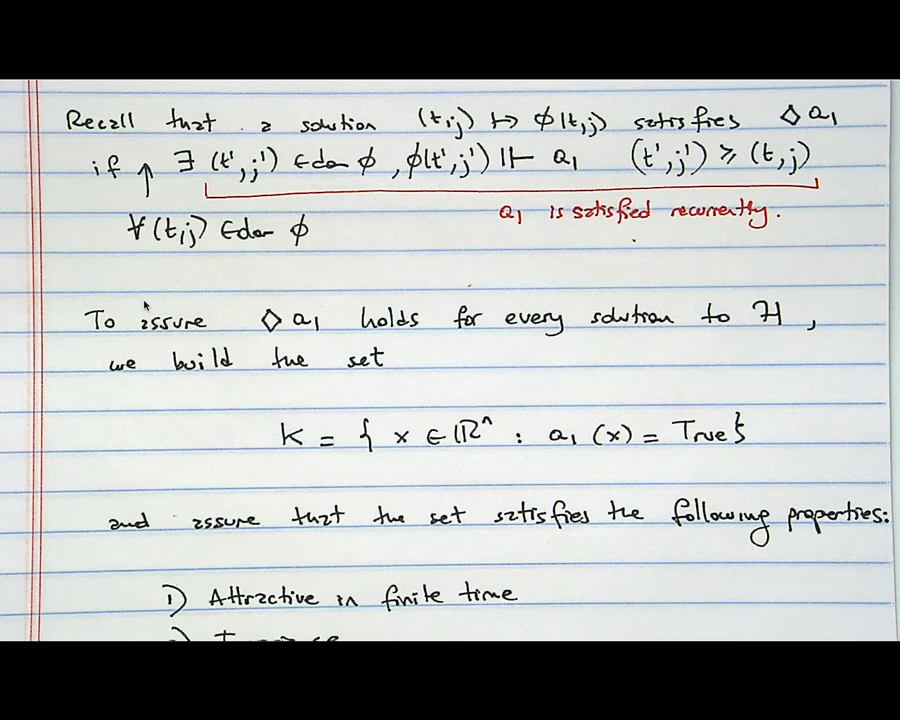 Recall that a solution (t,j) ↦ φ(t,j) satisfies ◇ a₁
if ↑ ∃ (t',j') ∈ dom φ , φ(t',j') ⊩ a₁ (t',j') ≥ (t,j)
a₁ is satisfied recurrently.
∀ (t,j) ∈ dom φ
To assure ◇ a₁ holds for every solution to H ,
we build the set
K = { x ∈ ℝⁿ : a₁ (x) = True }
and assure that the set satisfies the following properties:
1) Attractive in finite time